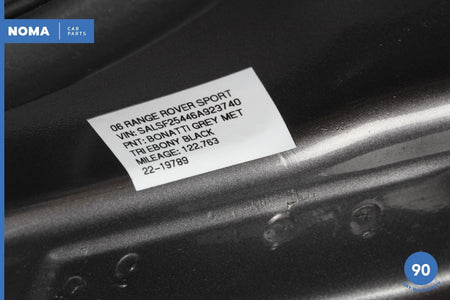 NOMA CAR PARTS
06 RANGE ROVER SPORT
VIN: SALSF25446A923740
PNT: BONATTI GREY MET
TRI EBONY BLACK
MILEAGE: 122.763
22-19789
90